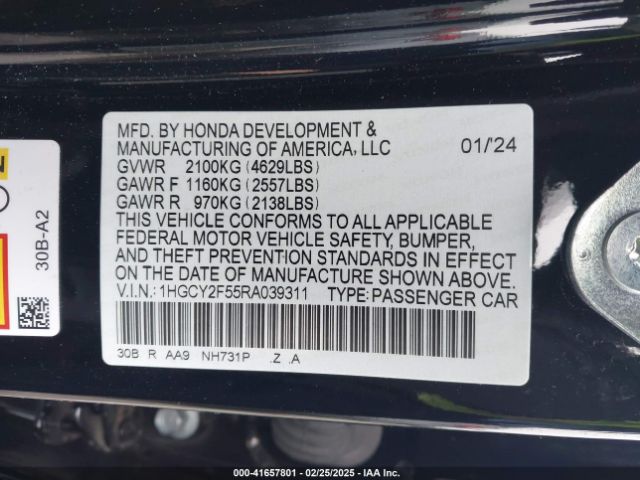 MFD. BY HONDA DEVELOPMENT &
MANUFACTURING OF AMERICA, LLC 01/24
GVWR 2100KG (4629LBS)
GAWR F 1160KG (2557LBS)
GAWR R 970KG (2138LBS)
THIS VEHICLE CONFORMS TO ALL APPLICABLE
FEDERAL MOTOR VEHICLE SAFETY, BUMPER,
AND THEFT PREVENTION STANDARDS IN EFFECT
ON THE DATE OF MANUFACTURE SHOWN ABOVE.
V.I.N.: 1HGCY2F55RA039311 TYPE: PASSENGER CAR
30B R AA9 NH731P .Z .A
30B-A2
000-41657801 | 02/25/2025 | IAA Inc.